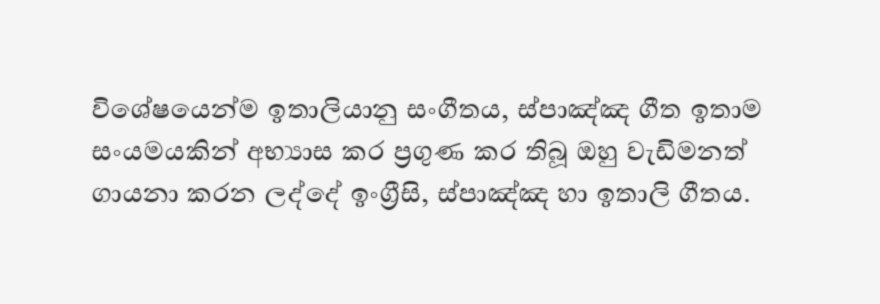 විශේෂයෙන්ම ඉතාලියානු සංගීතය, ස්පාඤ්ඤ ගීත ඉතාම
සංයමයකින් අභ්‍යාස කර ප්‍රගුණ කර තිබූ ඔහු වැඩිමනත්
ගායනා කරන ලද්දේ ඉංග්‍රීසි, ස්පාඤ්ඤ හා ඉතාලි ගීතය.